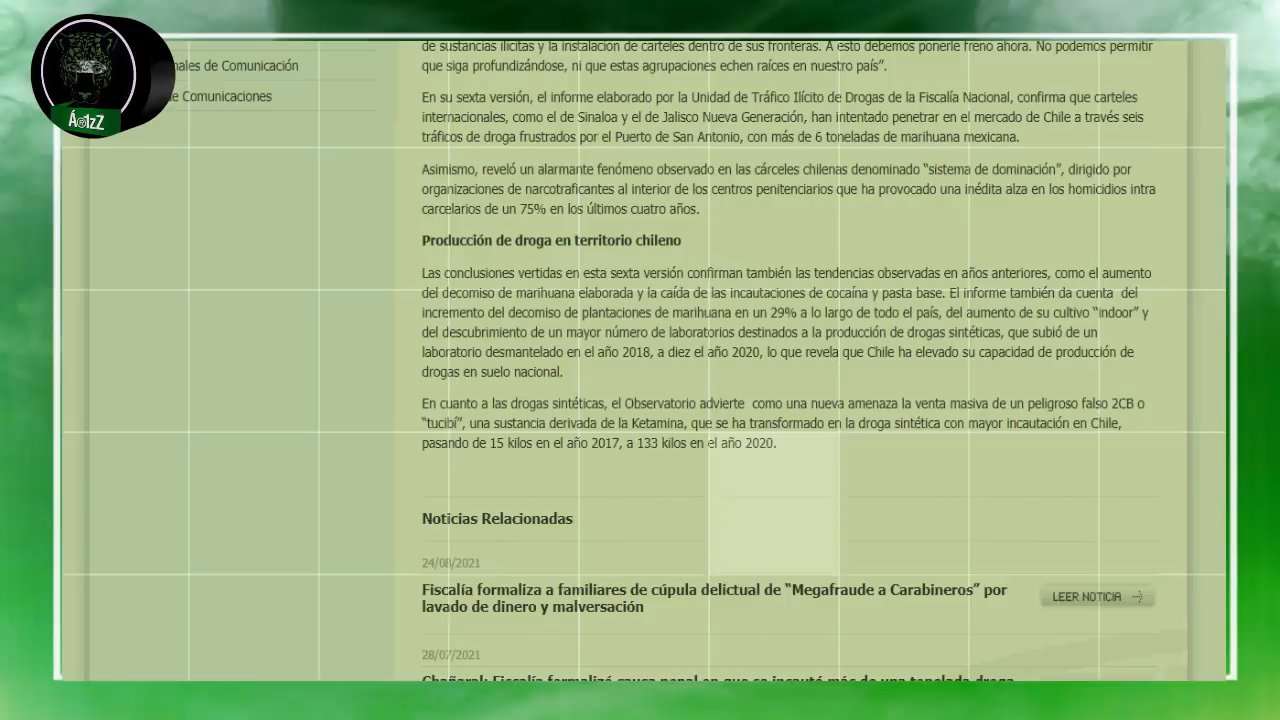 nales de Comunicación
de Comunicaciones
Áo1zZ
de sustancias ilícitas y la instalación de carteles dentro de sus fronteras. A esto debemos ponerle freno ahora. No podemos permitir
que siga profundizándose, ni que estas agrupaciones echen raíces en nuestro país”.
En su sexta versión, el informe elaborado por la Unidad de Tráfico Ilícito de Drogas de la Fiscalía Nacional, confirma que carteles
internacionales, como el de Sinaloa y el de Jalisco Nueva Generación, han intentado penetrar en el mercado de Chile a través seis
tráficos de droga frustrados por el Puerto de San Antonio, con más de 6 toneladas de marihuana mexicana.
Asimismo, reveló un alarmante fenómeno observado en las cárceles chilenas denominado “sistema de dominación”, dirigido por
organizaciones de narcotraficantes al interior de los centros penitenciarios que ha provocado una inédita alza en los homicidios intra
carcelarios de un 75% en los últimos cuatro años.
Producción de droga en territorio chileno
Las conclusiones vertidas en esta sexta versión confirman también las tendencias observadas en años anteriores, como el aumento
del decomiso de marihuana elaborada y la caída de las incautaciones de cocaína y pasta base. El informe también da cuenta del
incremento del decomiso de plantaciones de marihuana en un 29% a lo largo de todo el país, del aumento de su cultivo “indoor” y
del descubrimiento de un mayor número de laboratorios destinados a la producción de drogas sintéticas, que subió de un
laboratorio desmantelado en el año 2018, a diez el año 2020, lo que revela que Chile ha elevado su capacidad de producción de
drogas en suelo nacional.
En cuanto a las drogas sintéticas, el Observatorio advierte como una nueva amenaza la venta masiva de un peligroso falso 2CB o
“tucibí”, una sustancia derivada de la Ketamina, que se ha transformado en la droga sintética con mayor incautación en Chile,
pasando de 15 kilos en el año 2017, a 133 kilos en el año 2020.
Noticias Relacionadas
24/08/2021
Fiscalía formaliza a familiares de cúpula delictual de “Megafraude a Carabineros” por
lavado de dinero y malversación
LEER NOTICIA
28/07/2021
Chañaral: Fiscalía formalizó causa penal en que se incautó más de una tonelada droga